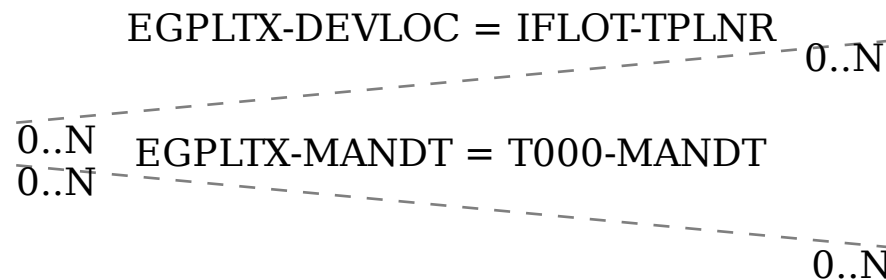 EGPLTX-DEVLOC = IFLOT-TPLNR
0..N
0..N
EGPLTX-MANDT = T000-MANDT
0..N
0..N